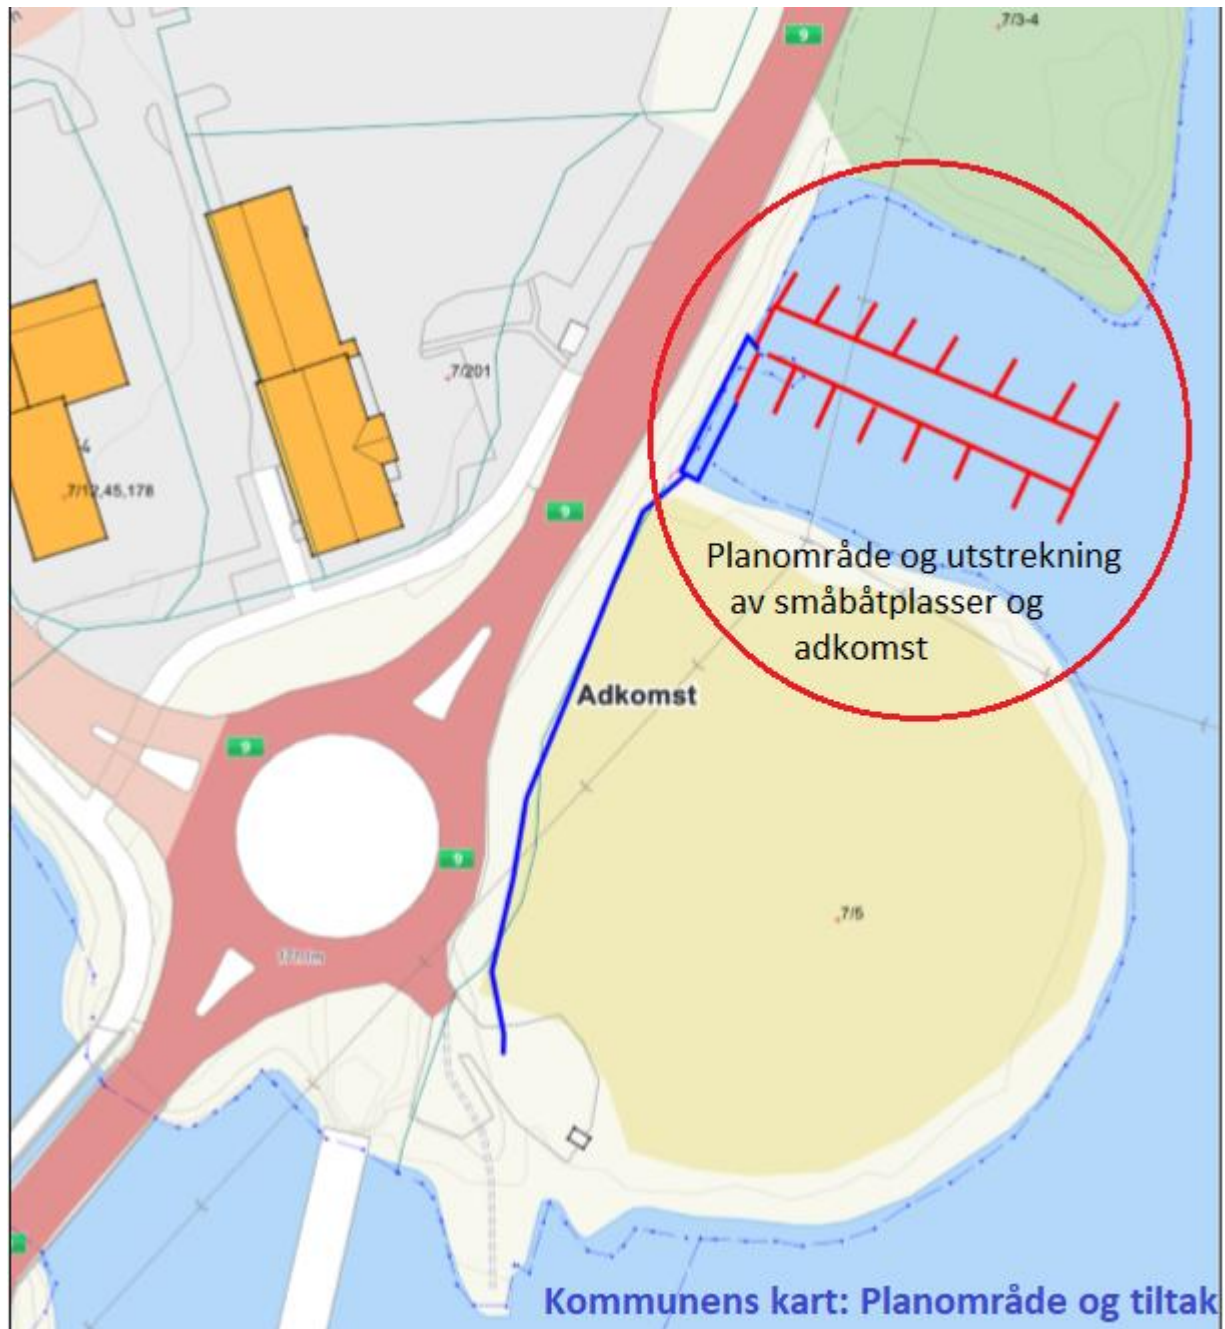 9
7/3-4
7/201
7/12,45,178
9
Planområde og utstrekning
av småbåtplasser og
adkomst
Adkomst
9
9
7/5
Kommunens kart: Planområde og tiltak